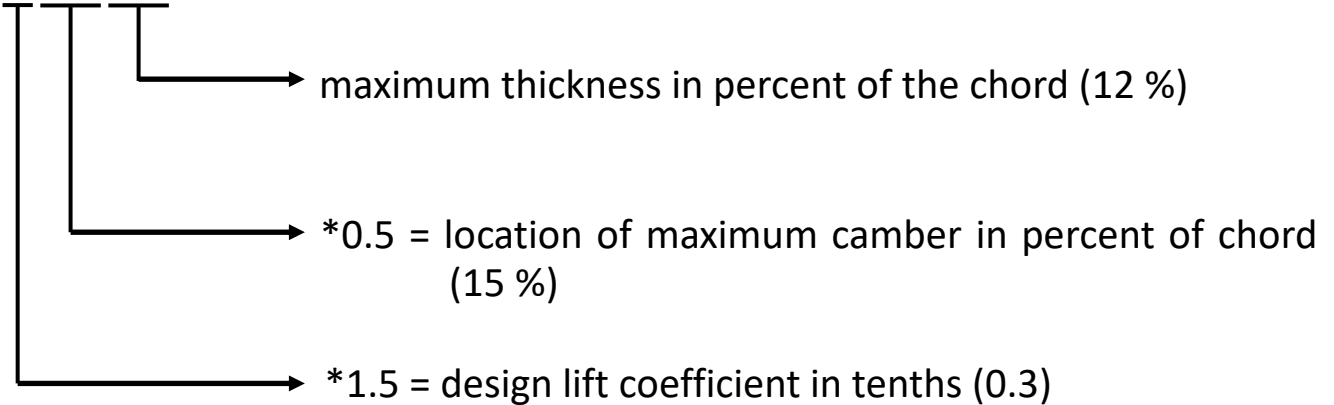 maximum thickness in percent of the chord (12 %)
*0.5 = location of maximum camber in percent of chord
(15 %)
*1.5 = design lift coefficient in tenths (0.3)